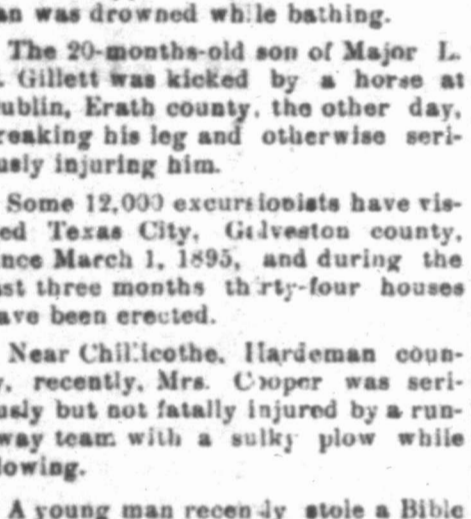 an was drowned while bathing.
The 20-months-old son of Major L.
. Gillett was kicked by a horse at
ublin, Erath county, the other day,
reaking his leg and otherwise seri-
usly injuring him.
Some 12,000 excursionists have vis-
ed Texas City, Galveston county,
nce March 1, 1895, and during the
ast three months thirty-four houses
ave been erected.
Near Chillicothe, Hardeman coun-
y, recently, Mrs. Cooper was seri-
usly but not fatally injured by a run-
way team with a sulky plow while
lowing.
A young man recently stole a Bible